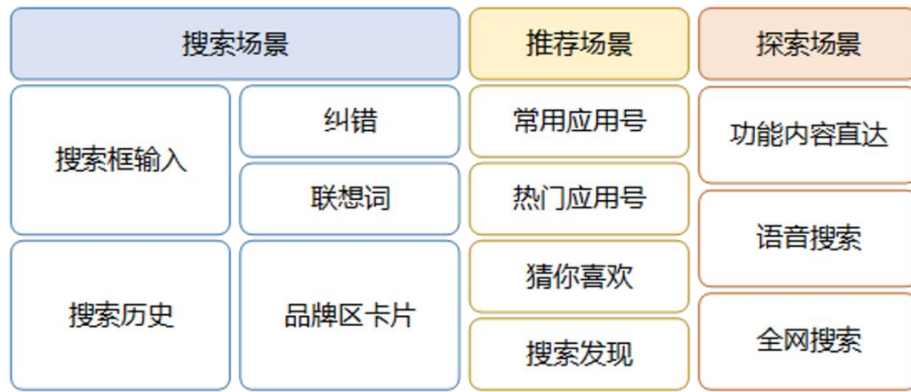 搜索场景
推荐场景
探索场景
搜索框输入
纠错
联想词
搜索历史
品牌区卡片
常用应用号
热门应用号
猜你喜欢
搜索发现
功能内容直达
语音搜索
全网搜索